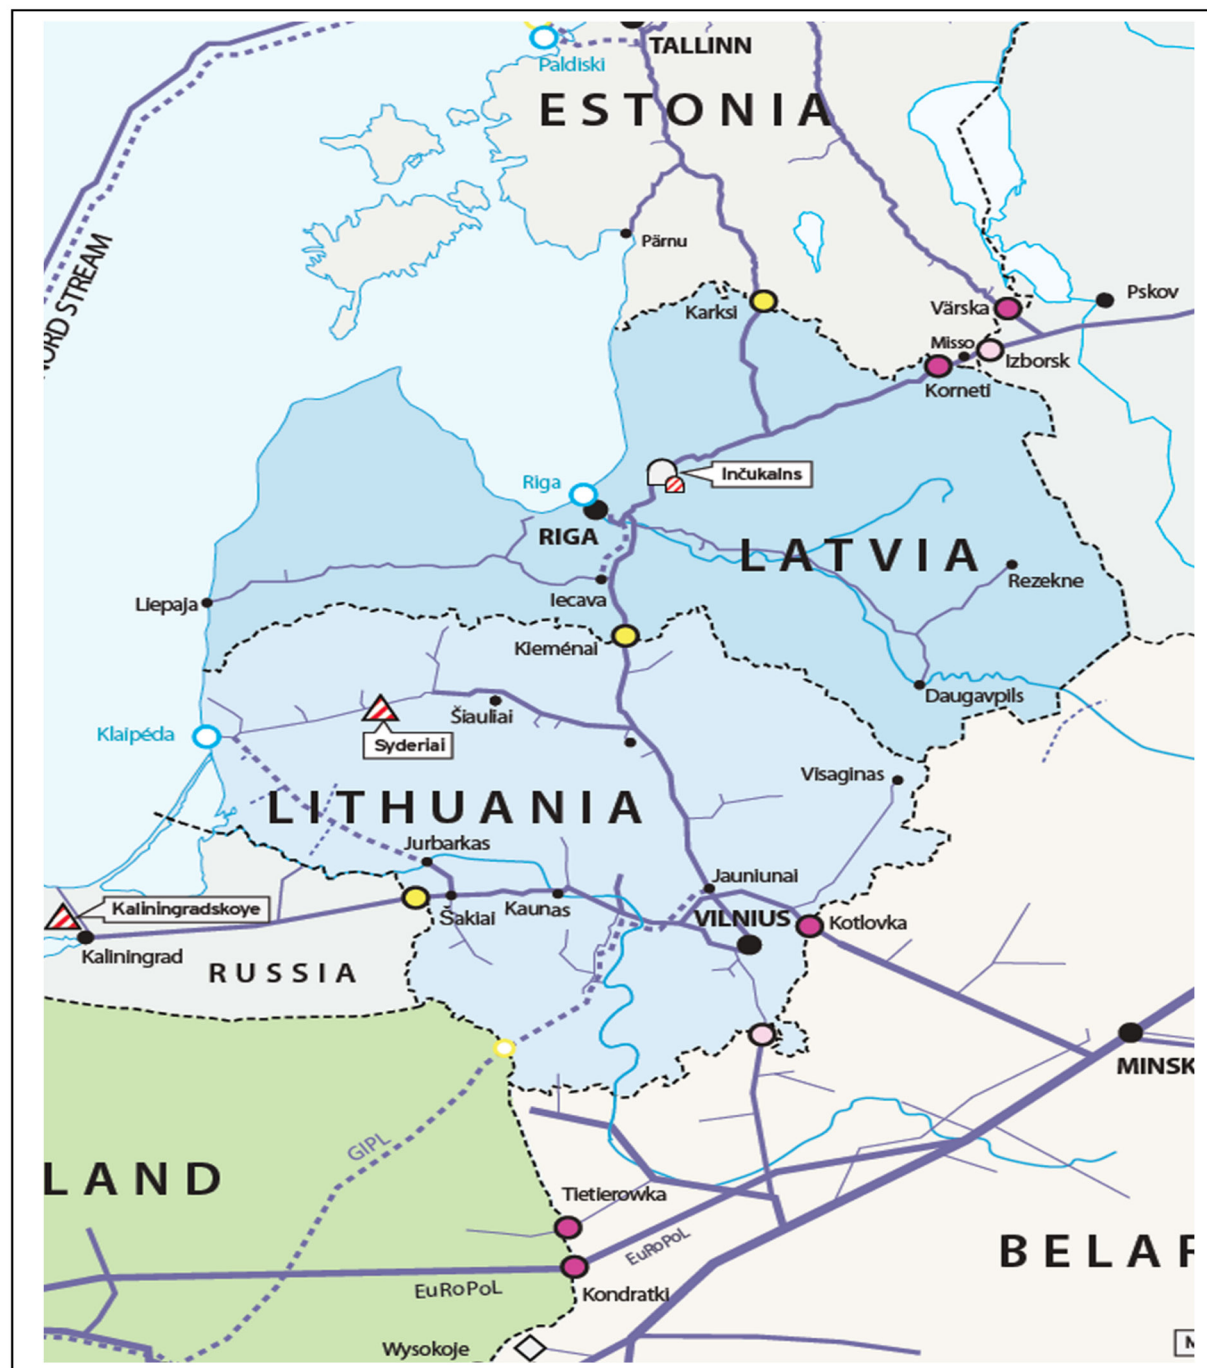 TALLINN
Paldiski
ESTONIA
Pärnu
NORD STREAM
Karksi
Värska
Pskov
Misso
Izborsk
Korneti
Inčukalns
Riga
RIGA
LATVIA
Rezekne
Iecava
Liepaja
Kieménai
Daugavpils
Šiauliai
Klaipéda
Syderiai
Visaginas
LITHUANIA
Jurbarkas
Jauniunai
Kaliningradskoye
Šakiai
Kaunas
VILNIUS
Kotlovka
Kaliningrad
RUSSIA
MINSK
GIPL
LAND
Tietierowka
EuRoPoL
BELAR
EuRoPoL
Kondratki
Wysokoje